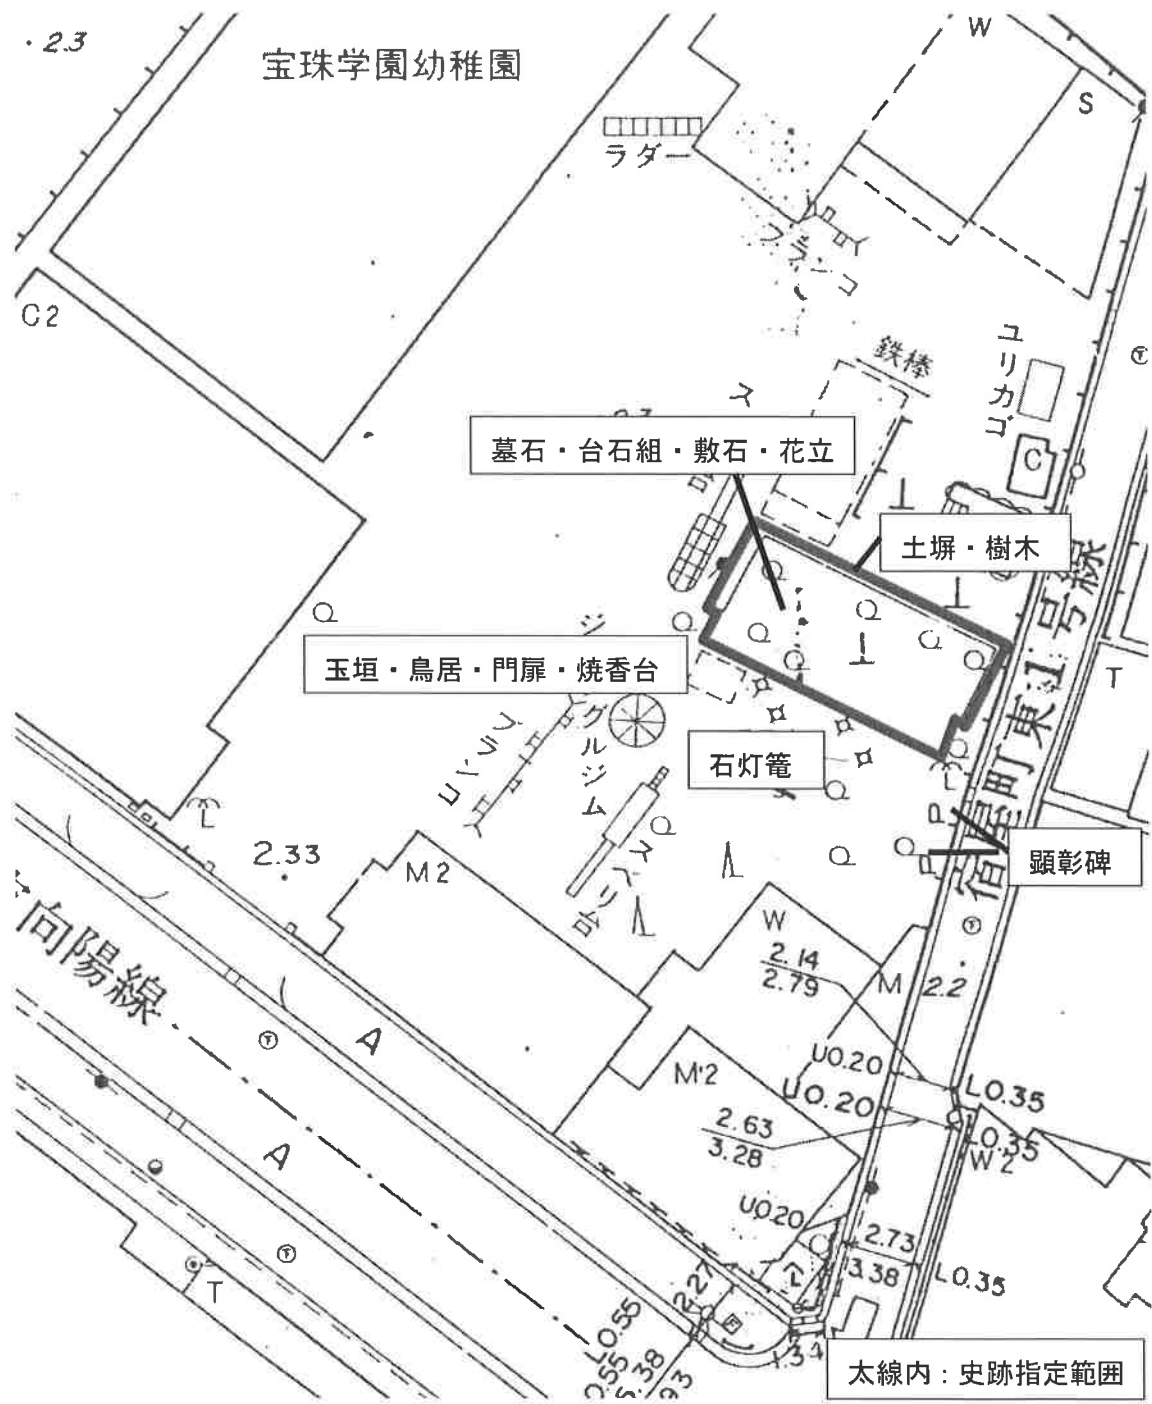 ・2.3
宝珠学園幼稚園
W
S
ラダー
ブランコ
C2
鉄棒
ユリカゴ
C
墓石・台石組・敷石・花立
土塀・樹木
玉垣・鳥居・門扉・焼香台
石灯篭
顕彰碑
ブランコ
ジャングルジム
スベリ台
T
P
P
宿屋町東1号線
2.33
M2
W
2.14
2.79
M
2.2
向陽線
A
A
U0.20
L0.35
U0.20
L0.35
M2
2.63
3.28
W2
U0.20
2.73
3.38
L0.35
T
2.27
L0.55
太線内：史跡指定範囲